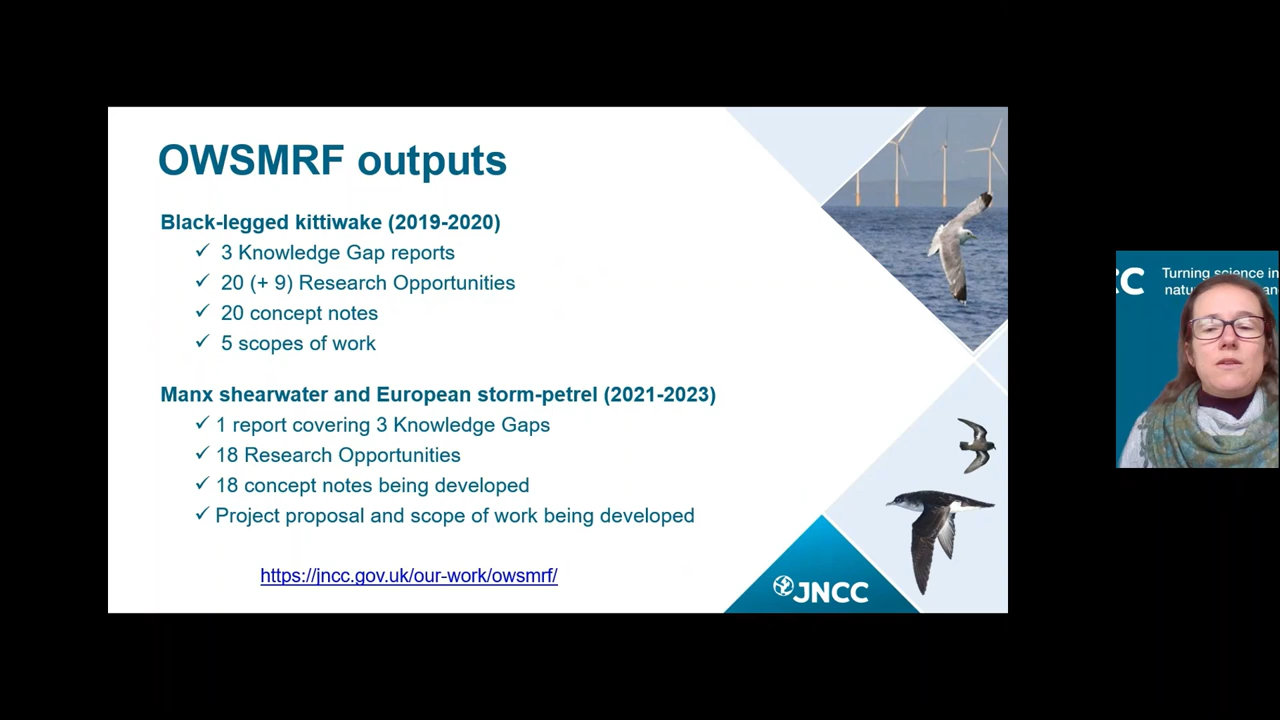 OWSMRF outputs
Black-legged kittiwake (2019-2020)
✓ 3 Knowledge Gap reports
✓ 20 (+ 9) Research Opportunities
✓ 20 concept notes
✓ 5 scopes of work
Manx shearwater and European storm-petrel (2021-2023)
✓ 1 report covering 3 Knowledge Gaps
✓ 18 Research Opportunities
✓ 18 concept notes being developed
✓ Project proposal and scope of work being developed
https://jncc.gov.uk/our-work/owsmrf/
JNCC
CC
Turning science in
natu